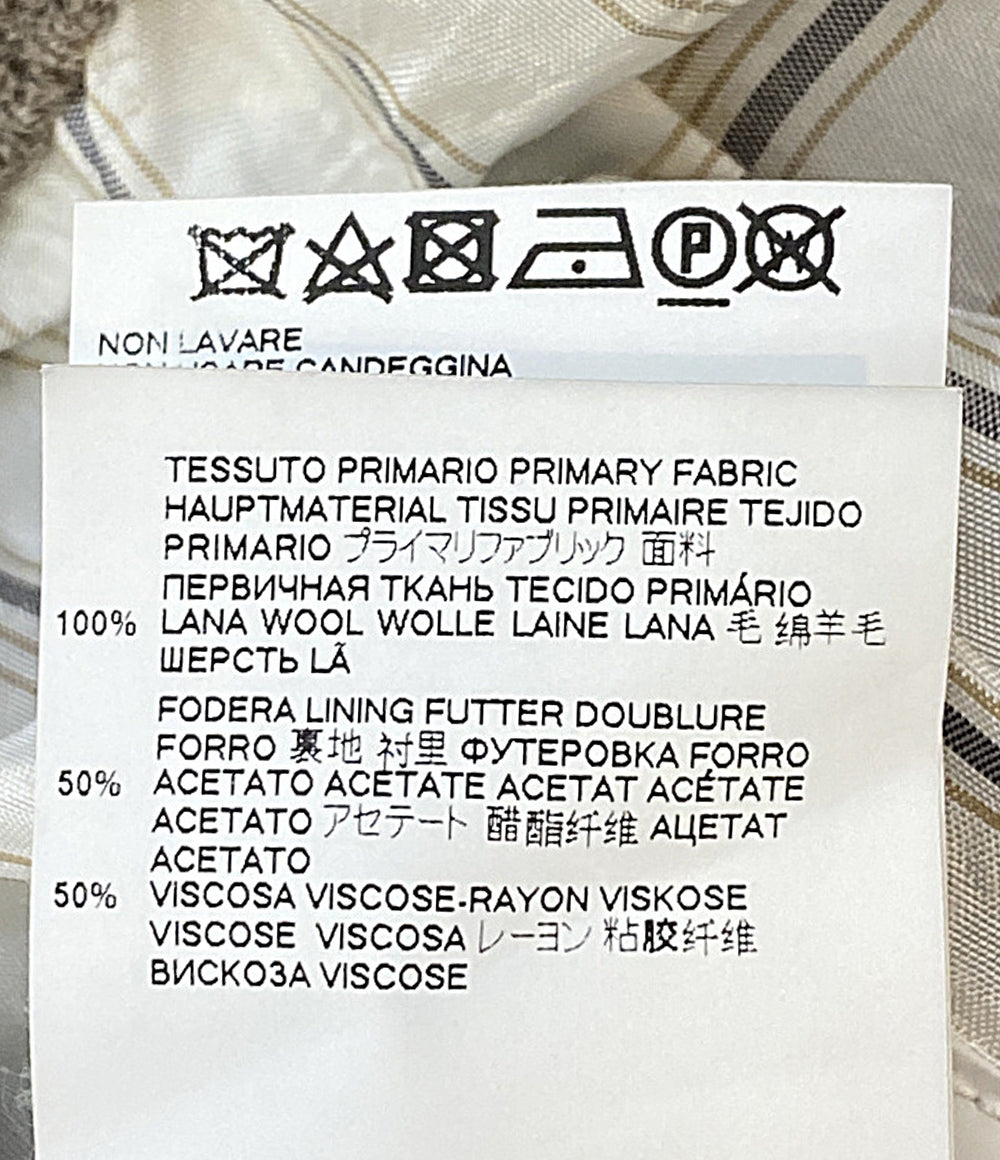 P
NON LAVARE
NON USARE CANDEGGINA
TESSUTO PRIMARIO PRIMARY FABRIC
HAUPTMATERIAL TISSU PRIMAIRE TEJIDO
PRIMARIO プライマリファブリック 面料
ПЕРВИЧНАЯ ТКАНЬ TECIDO PRIMÁRIO
100% LANA WOOL WOLLE LAINE LANA 毛 绵羊毛
ШЕРСТЬ LÃ
FODERA LINING FUTTER DOUBLURE
FORRO 裏地 衬里 ФУТЕРОВКА FORRO
50% ACETATO ACETATE ACETAT ACÉTATE
ACETATO アセテート 醋酯纤维 АЦЕТАТ
ACETATO
50% VISCOSA VISCOSE-RAYON VISKOSE
VISCOSE VISCOSA レーヨン 粘胶纤维
ВИСКОЗА VISCOSE